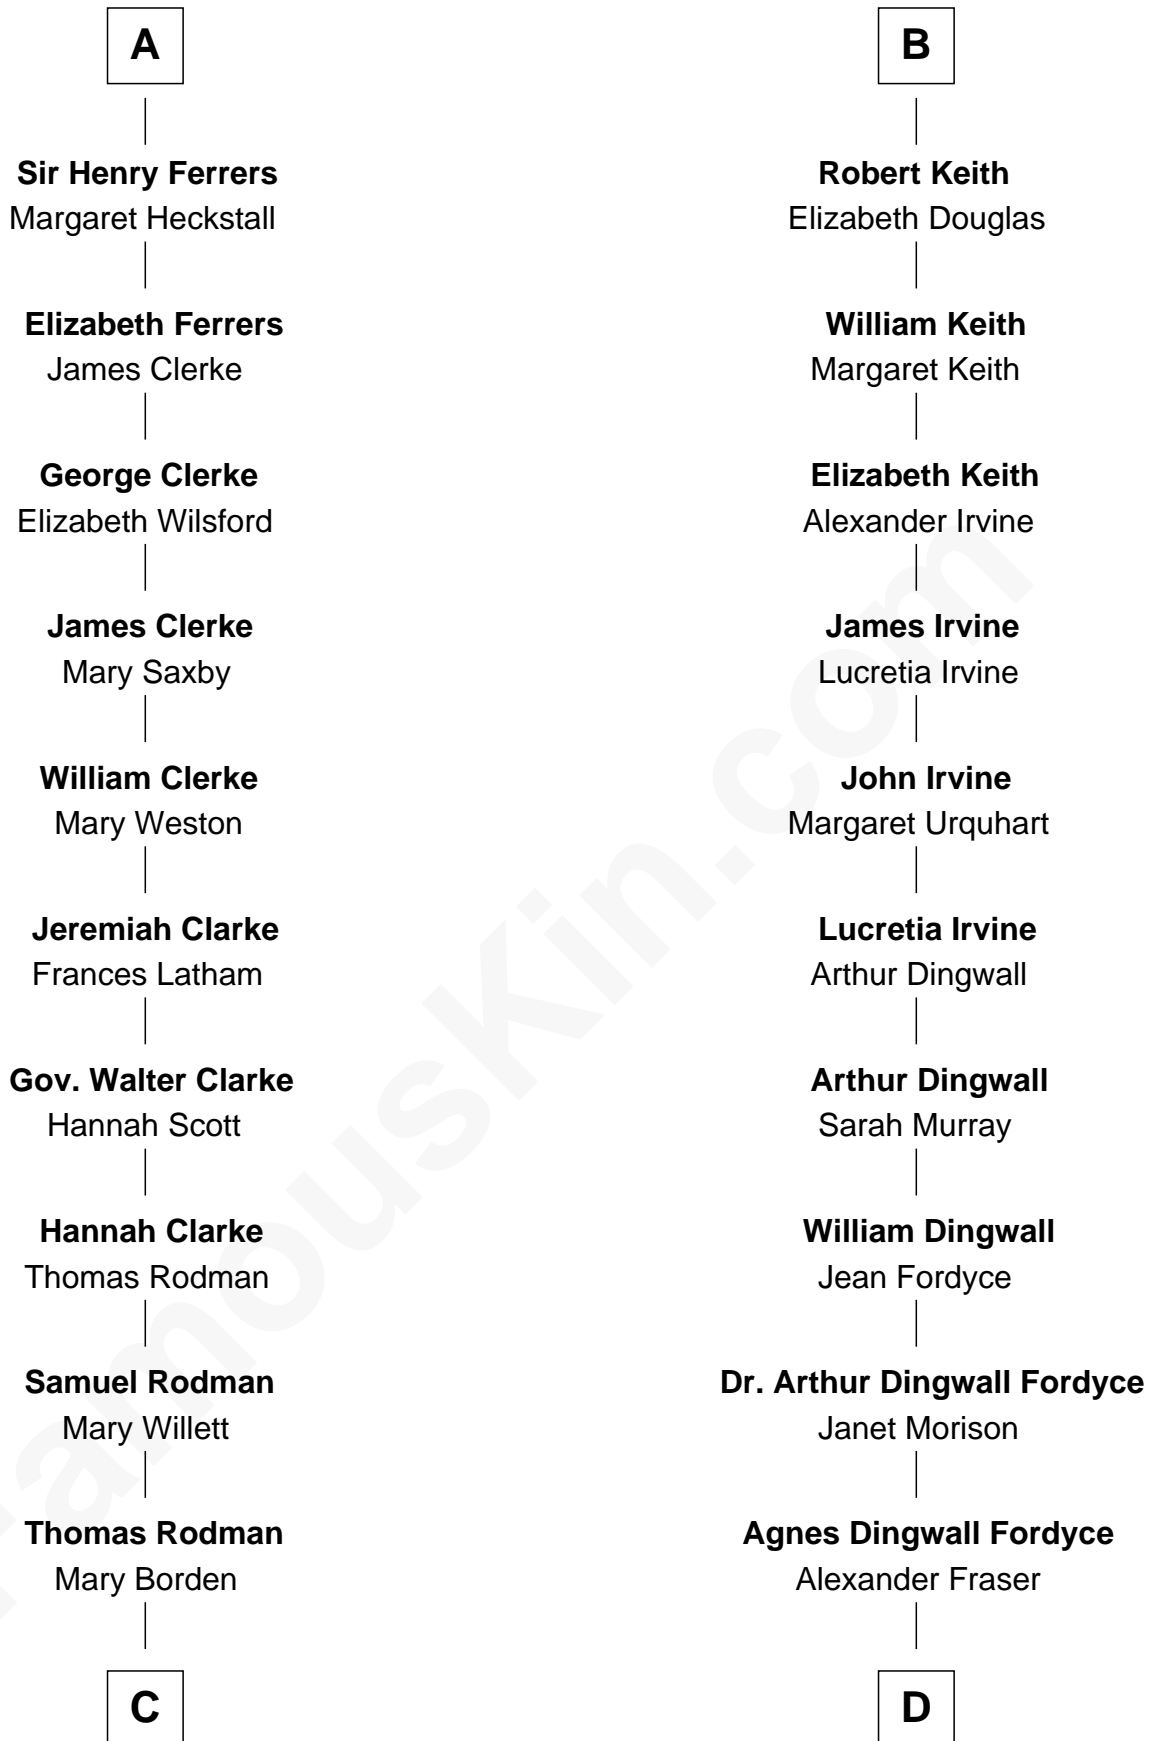 A
Sir Henry Ferrers
Margaret Heckstall
Elizabeth Ferrers
James Clerke
George Clerke
Elizabeth Wilsford
James Clerke
Mary Saxby
William Clerke
Mary Weston
Jeremiah Clarke
Frances Latham
Gov. Walter Clarke
Hannah Scott
Hannah Clarke
Thomas Rodman
Samuel Rodman
Mary Willett
Thomas Rodman
Mary Borden
C
B
Robert Keith
Elizabeth Douglas
William Keith
Margaret Keith
Elizabeth Keith
Alexander Irvine
James Irvine
Lucretia Irvine
John Irvine
Margaret Urquhart
Lucretia Irvine
Arthur Dingwall
Arthur Dingwall
Sarah Murray
William Dingwall
Jean Fordyce
Dr. Arthur Dingwall Fordyce
Janet Morison
Agnes Dingwall Fordyce
Alexander Fraser
D
FamousKin.com